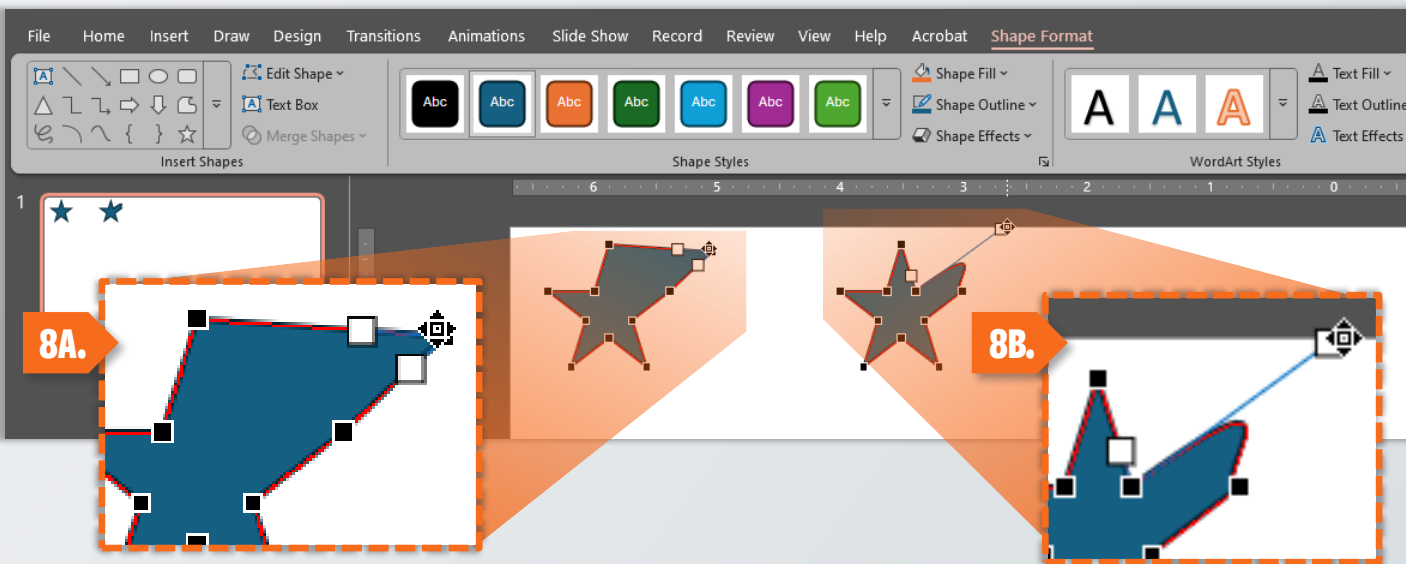 File Home Insert Draw Design Transitions Animations Slide Show Record Review View Help Acrobat Shape Format
Edit Shape
Text Box
Merge Shapes
Insert Shapes
Abc Abc Abc Abc Abc Abc Abc
Shape Styles
Shape Fill
Shape Outline
Shape Effects
A A A
WordArt Styles
Text Fill
Text Outline
Text Effects
1
6 5 4 3 2 1 0
8A.
8B.